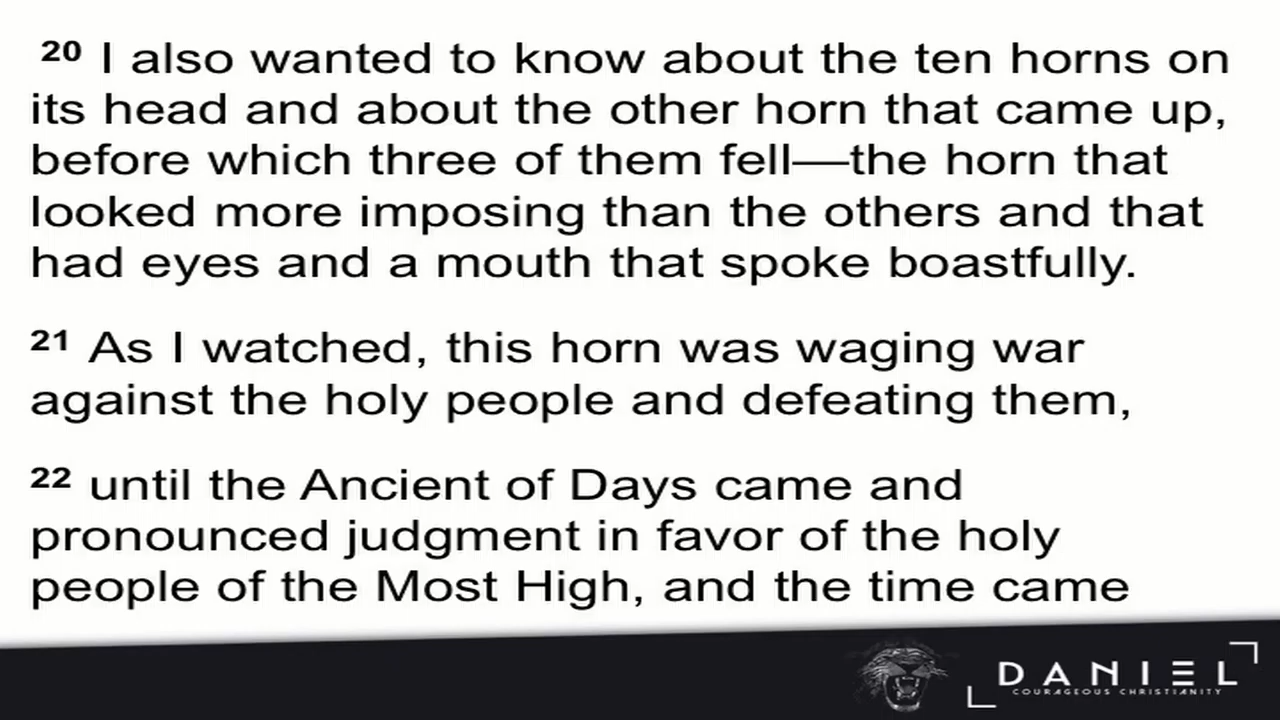 20 I also wanted to know about the ten horns on
its head and about the other horn that came up,
before which three of them fell—the horn that
looked more imposing than the others and that
had eyes and a mouth that spoke boastfully.
21 As I watched, this horn was waging war
against the holy people and defeating them,
22 until the Ancient of Days came and
pronounced judgment in favor of the holy
people of the Most High, and the time came
DANIEL
COURAGEOUS CHRISTIANITY